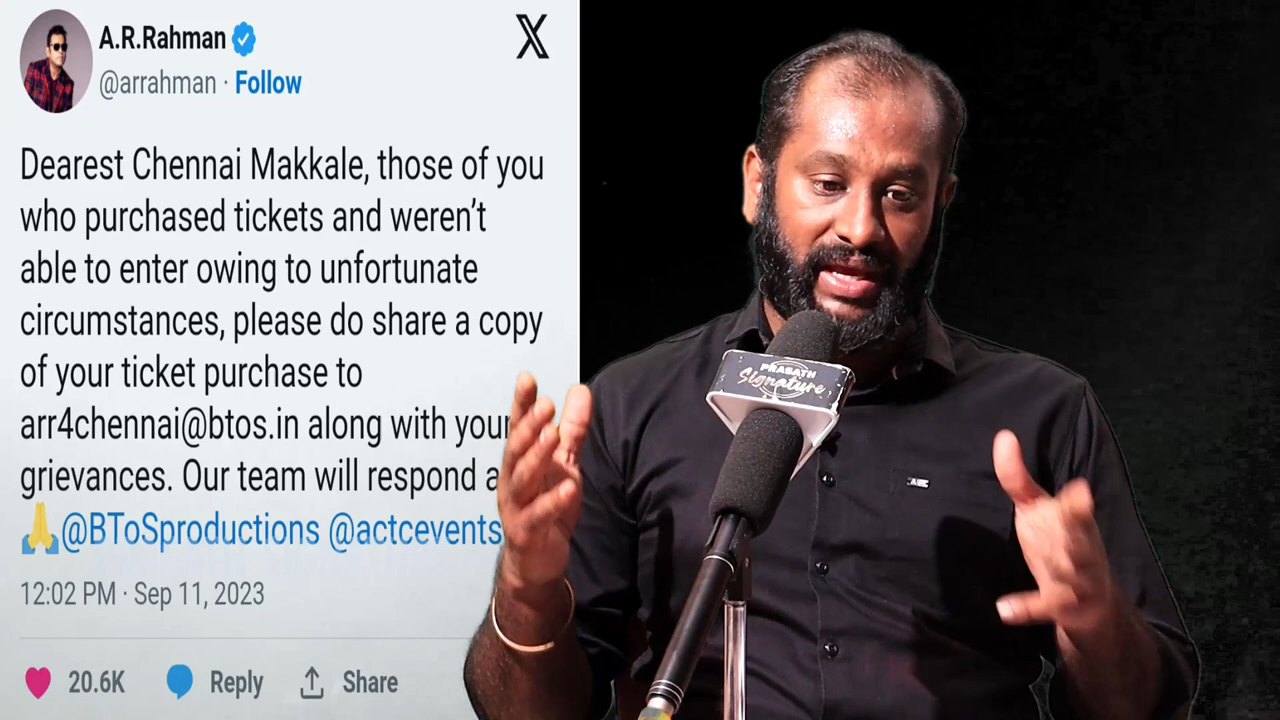 A.R.Rahman
@arrahman · Follow
X
Dearest Chennai Makkale, those of you
who purchased tickets and weren't
able to enter owing to unfortunate
circumstances, please do share a copy
of your ticket purchase to
arr4chennai@btos.in along with your
grievances. Our team will respond
🙏@BToSproductions @actcevents
12:02 PM · Sep 11, 2023
20.6K Reply Share
PRASATH
Signature